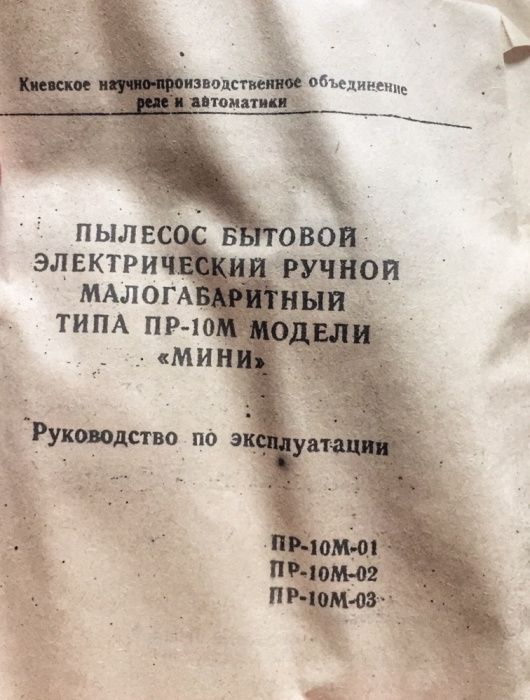 Киевское научно-производственное объединение
реле и автоматики
ПЫЛЕСОС БЫТОВОЙ
ЭЛЕКТРИЧЕСКИЙ РУЧНОЙ
МАЛОГАБАРИТНЫЙ
ТИПА ПР-10М МОДЕЛИ
«МИНИ»
Руководство по эксплуатации
ПР-10М-01
ПР-10М-02
ПР-10М-03